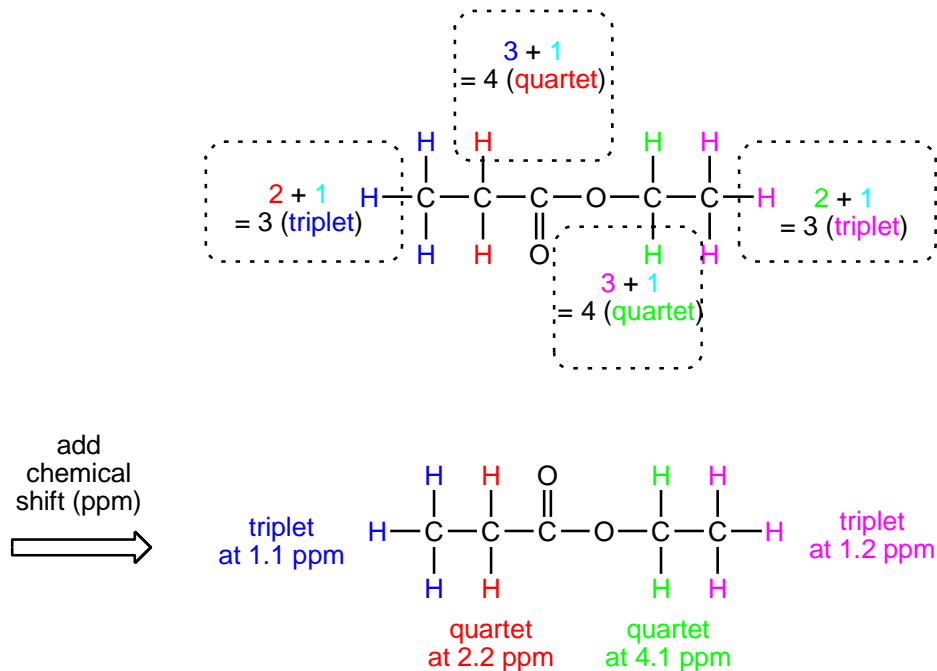 3 + 1
= 4 (quartet)
H H H H
2 + 1
= 3 (triplet)
H C C C O C C H
2 + 1
= 3 (triplet)
H H O H H
3 + 1
= 4 (quartet)
add
chemical
shift (ppm)
H H O H H
triplet
at 1.1 ppm
H C C C O C C H
triplet
at 1.2 ppm
H H H H
quartet
at 2.2 ppm
quartet
at 4.1 ppm